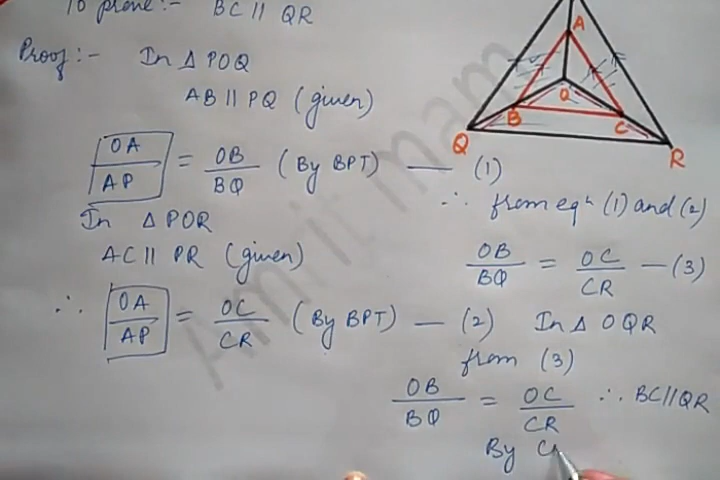 To prove:- BC || QR
Proof:- In △ POQ
AB || PQ (given)
OA/AP = OB/BQ (By BPT) — (1)
In △ POR
AC || PR (given)
∴ OA/AP = OC/CR (By BPT) — (2)
A
O
B
C
Q
R
∴ from eqn (1) and (2)
OB/BQ = OC/CR — (3)
In △ OQR
from (3)
OB/BQ = OC/CR ∴ BC || QR
By
Amrit imam